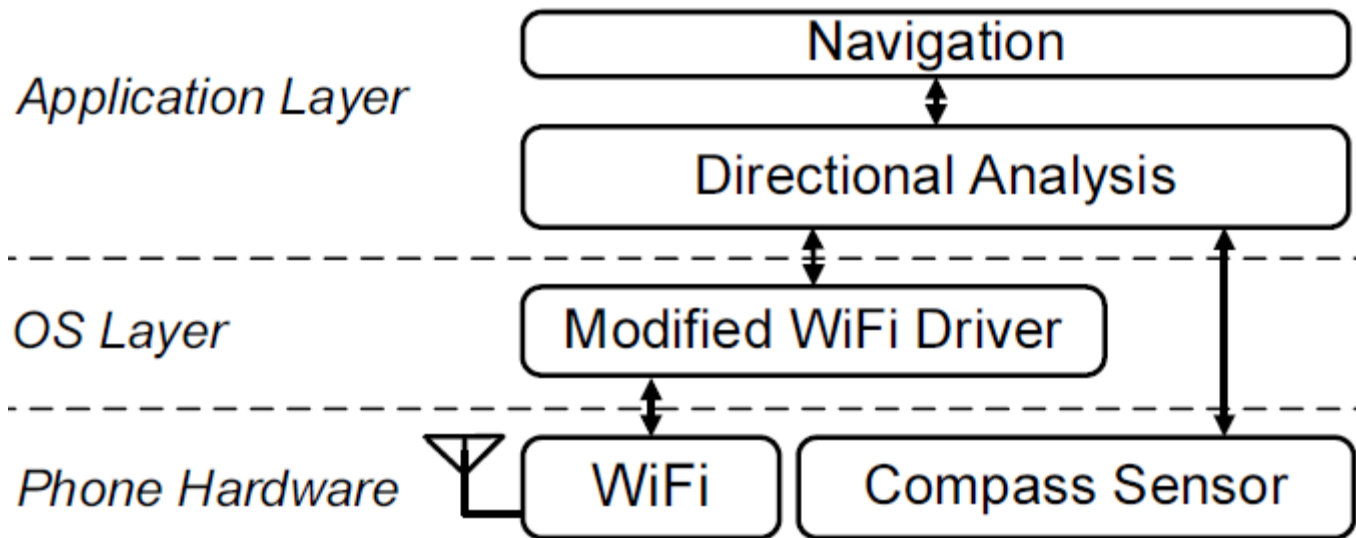 Navigation
Application Layer
Directional Analysis
OS Layer
Modified WiFi Driver
Phone Hardware
WiFi
Compass Sensor